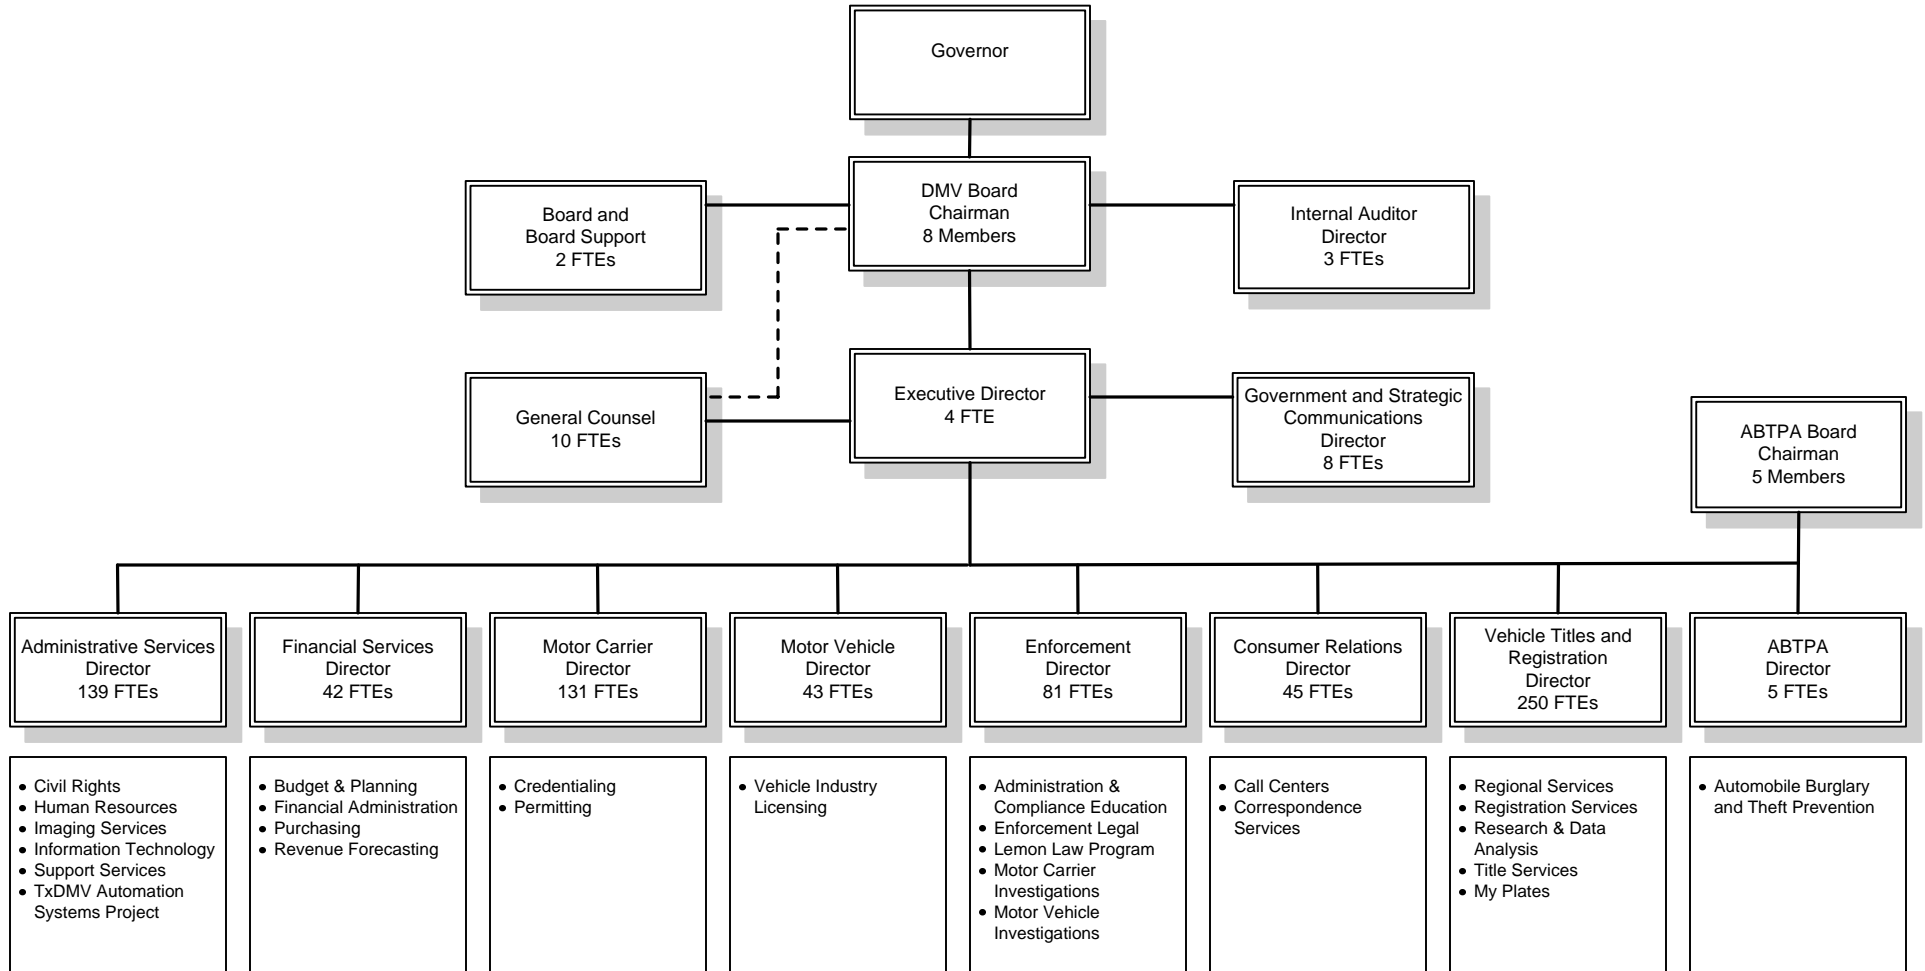 Governor
DMV Board
Chairman
8 Members
Board and
Board Support
2 FTEs
Internal Auditor
Director
3 FTEs
Executive Director
4 FTE
General Counsel
10 FTEs
Government and Strategic
Communications
Director
8 FTEs
ABTPA Board
Chairman
5 Members
Administrative Services
Director
139 FTEs
Financial Services
Director
42 FTEs
Motor Carrier
Director
131 FTEs
Motor Vehicle
Director
43 FTEs
Enforcement
Director
81 FTEs
Consumer Relations
Director
45 FTEs
Vehicle Titles and
Registration
Director
250 FTEs
ABTPA
Director
5 FTEs
• Civil Rights
• Human Resources
• Imaging Services
• Information Technology
• Support Services
• TxDMV Automation
Systems Project
• Budget & Planning
• Financial Administration
• Purchasing
• Revenue Forecasting
• Credentialing
• Permitting
• Vehicle Industry
Licensing
• Administration &
Compliance Education
• Enforcement Legal
• Lemon Law Program
• Motor Carrier
Investigations
• Motor Vehicle
Investigations
• Call Centers
• Correspondence
Services
• Regional Services
• Registration Services
• Research & Data
Analysis
• Title Services
• My Plates
• Automobile Burglary
and Theft Prevention